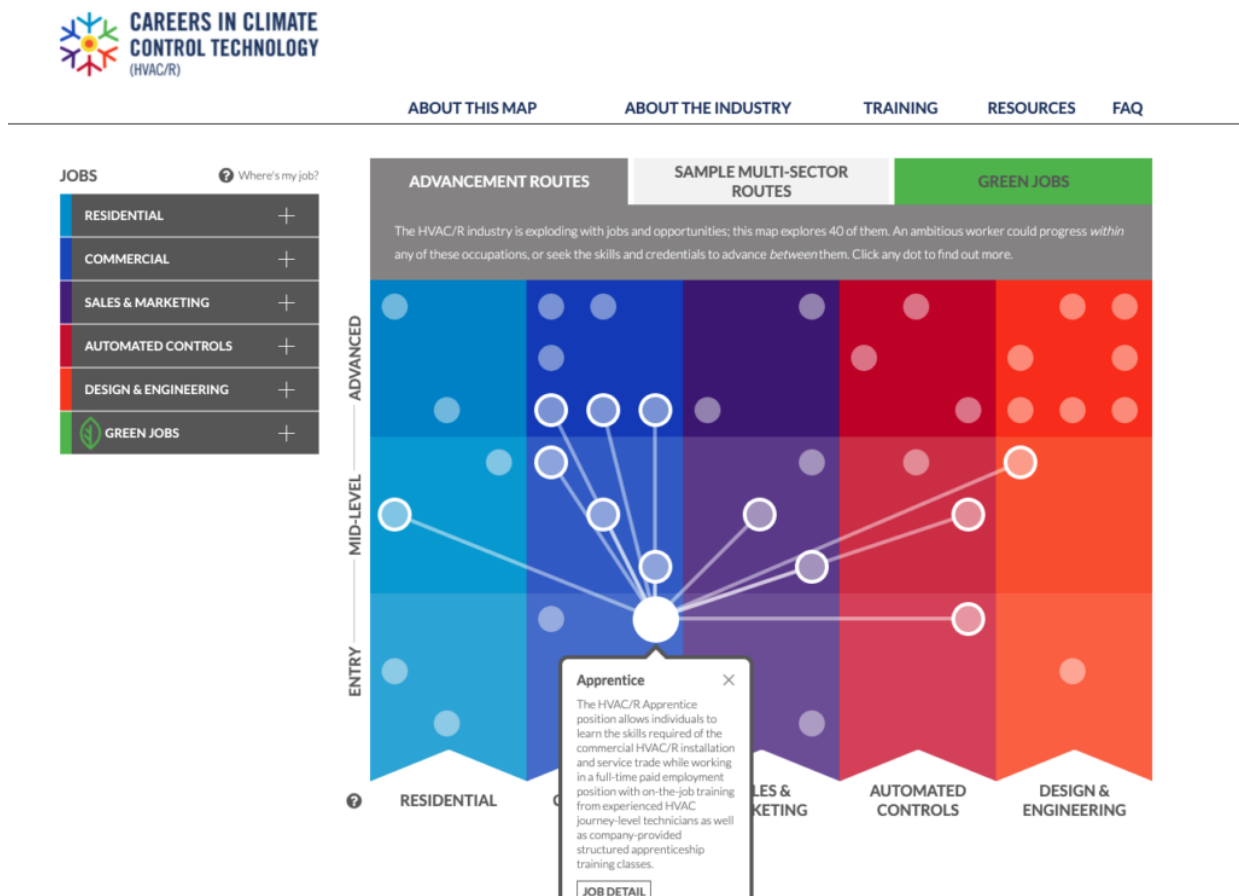 CAREERS IN CLIMATE
CONTROL TECHNOLOGY
(HVAC/R)
ABOUT THIS MAP
ABOUT THE INDUSTRY
TRAINING
RESOURCES
FAQ
JOBS
? Where's my job?
RESIDENTIAL +
COMMERCIAL +
SALES & MARKETING +
AUTOMATED CONTROLS +
DESIGN & ENGINEERING +
GREEN JOBS +
ADVANCEMENT ROUTES
SAMPLE MULTI-SECTOR
ROUTES
GREEN JOBS
The HVAC/R industry is exploding with jobs and opportunities; this map explores 40 of them. An ambitious worker could progress within
any of these occupations, or seek the skills and credentials to advance between them. Click any dot to find out more.
ADVANCED
MID-LEVEL
ENTRY
Apprentice
The HVAC/R Apprentice
position allows individuals to
learn the skills required of the
commercial HVAC/R installation
and service trade while working
in a full-time paid employment
position with on-the-job training
from experienced HVAC
journey-level technicians as well
as company-provided
structured apprenticeship
training classes.
JOB DETAIL
?
RESIDENTIAL
C
LES &
KETING
AUTOMATED
CONTROLS
DESIGN &
ENGINEERING